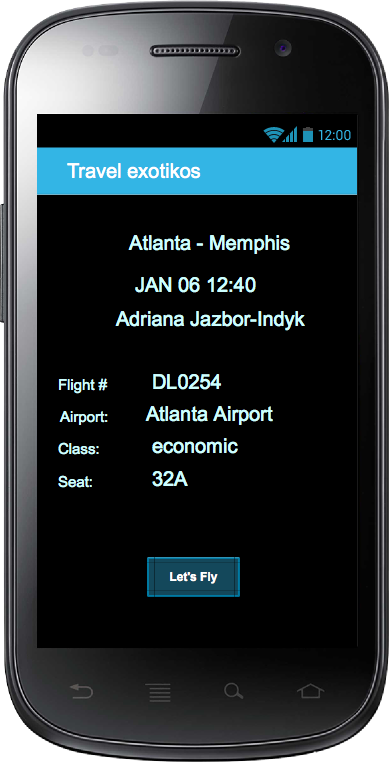 12:00
Travel exotikos
Atlanta - Memphis
JAN 06 12:40
Adriana Jazbor-Indyk
Flight # DL0254
Airport: Atlanta Airport
Class: economic
Seat: 32A
Let's Fly